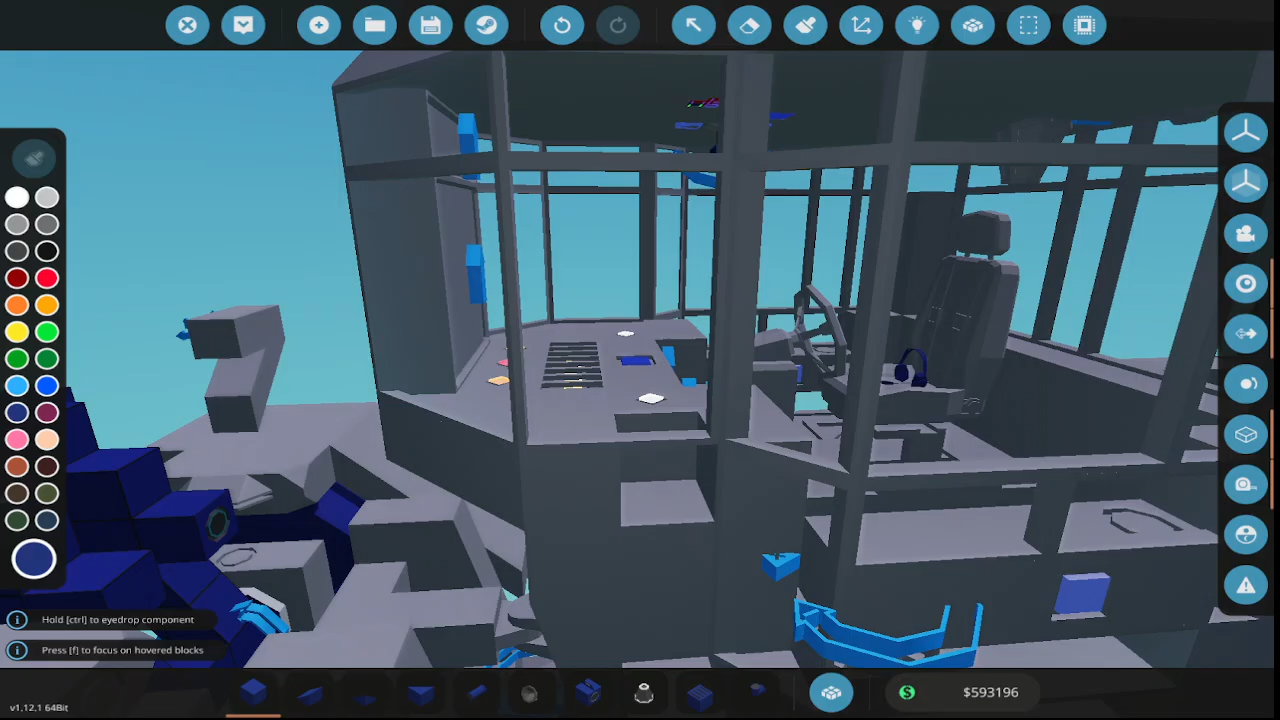 Hold [ctrl] to eyedrop component
Press [f] to focus on hovered blocks
v1.12.1 64Bit
$ $593196